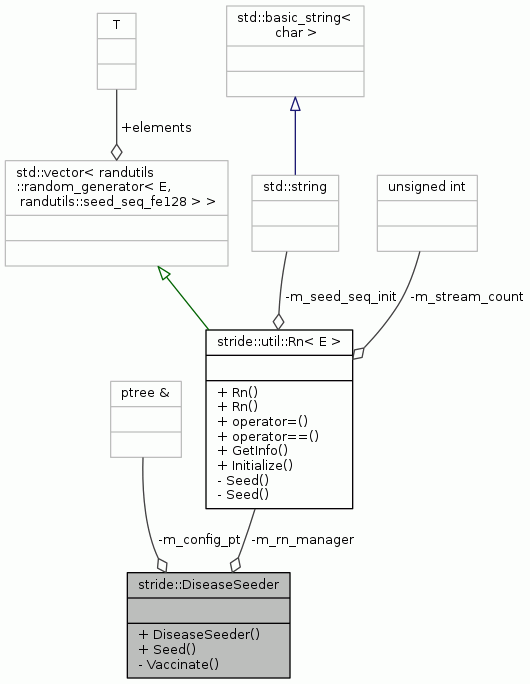 T
std::basic_string<
char >
+elements
std::vector< randutils
::random_generator< E,
randutils::seed_seq_fe128 > >
std::string
unsigned int
-m_seed_seq_init
-m_stream_count
stride::util::Rn< E >
+ Rn()
+ Rn()
+ operator=()
+ operator==()
+ GetInfo()
+ Initialize()
- Seed()
- Seed()
ptree &
-m_config_pt
-m_rn_manager
stride::DiseaseSeeder
+ DiseaseSeeder()
+ Seed()
- Vaccinate()